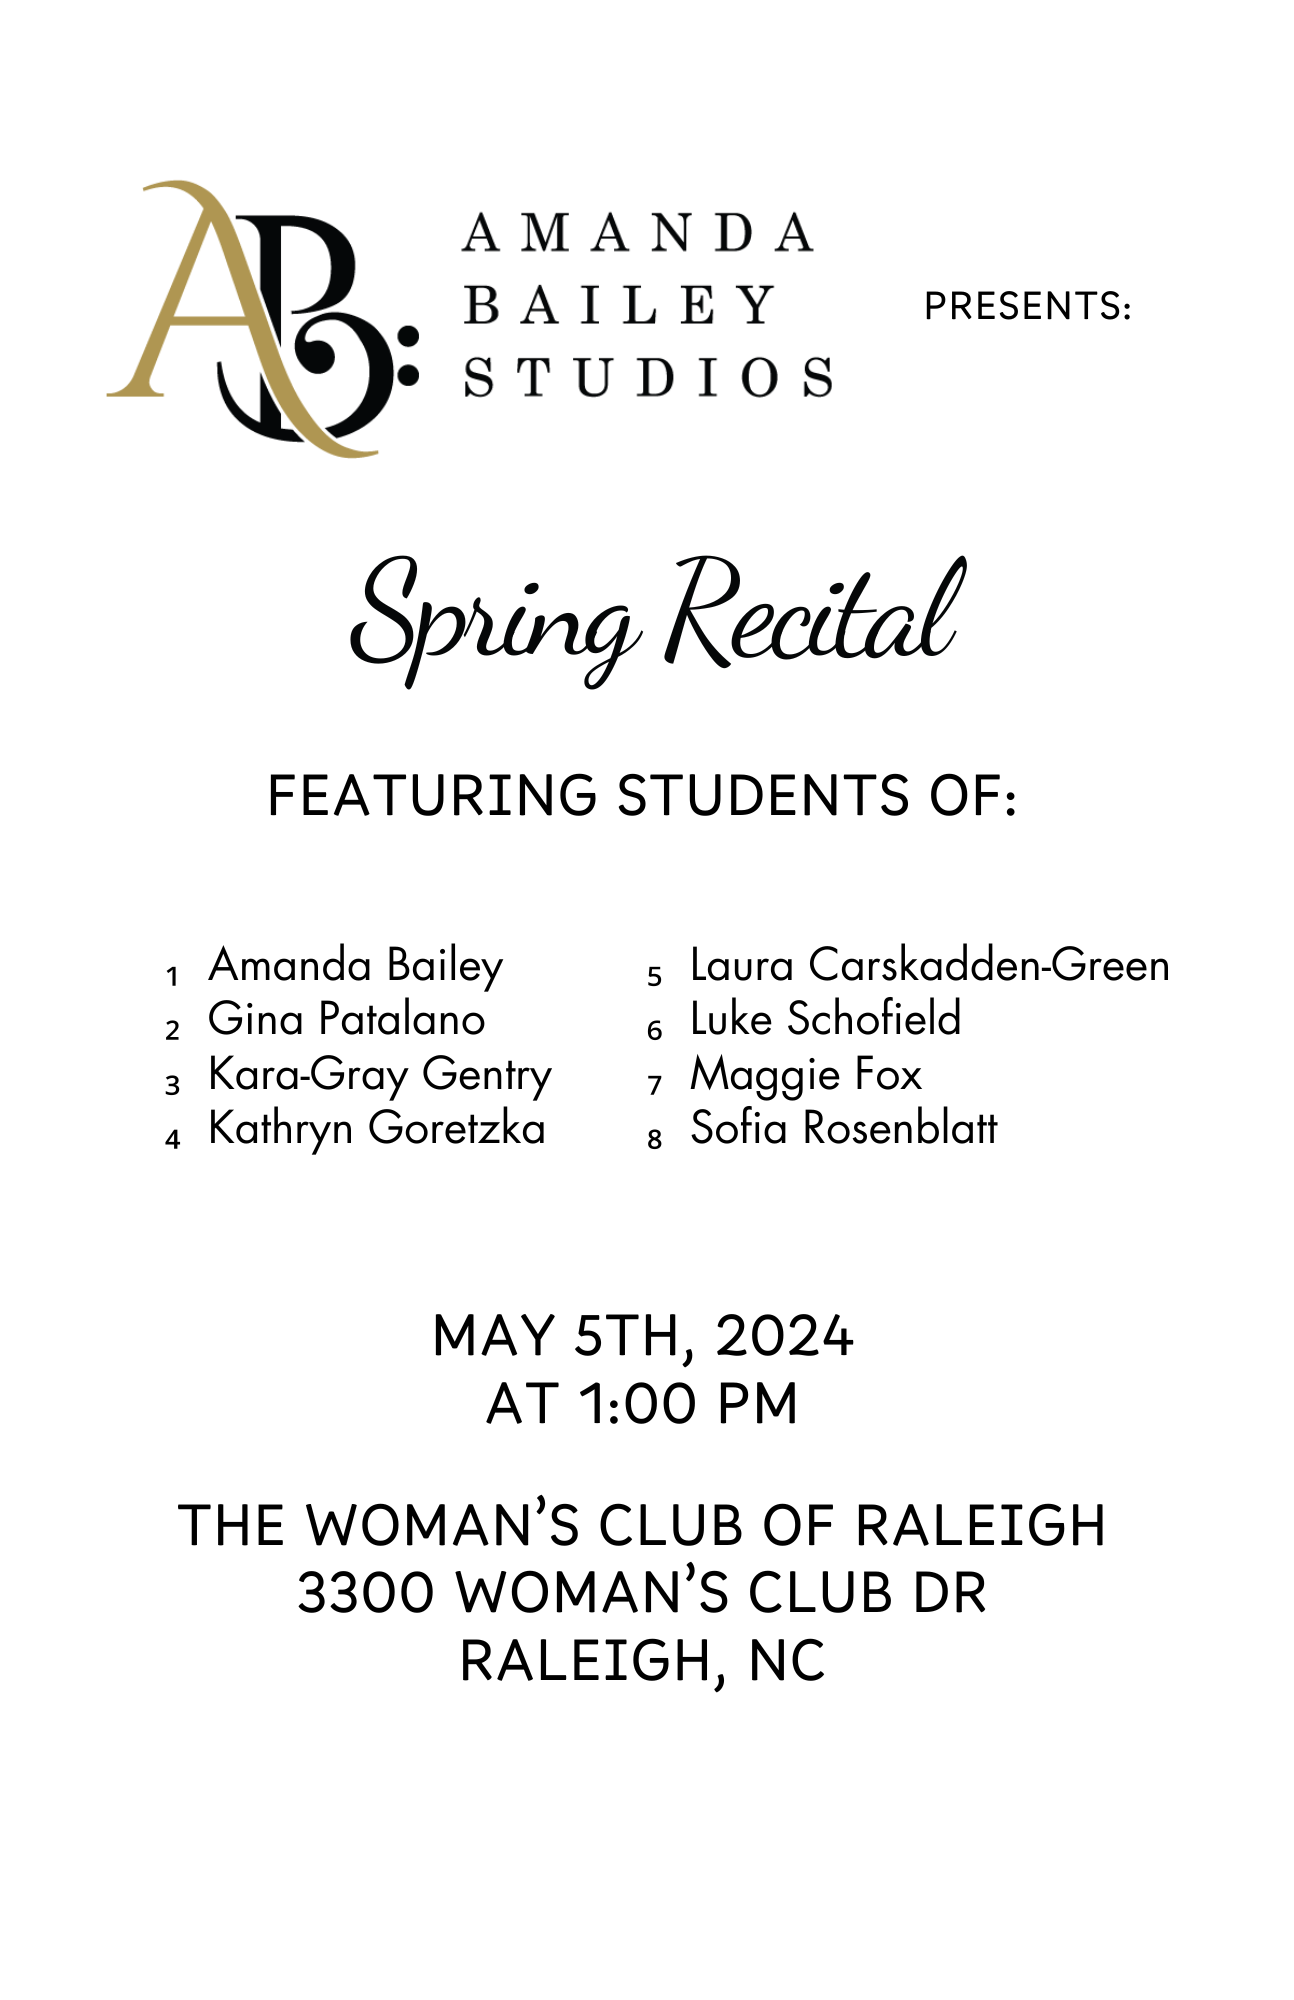 AB:
AMANDA
BAILEY
STUDIOS
PRESENTS:
Spring Recital
FEATURING STUDENTS OF:
1 Amanda Bailey
2 Gina Patalano
3 Kara-Gray Gentry
4 Kathryn Goretzka
5 Laura Carskadden-Green
6 Luke Schofield
7 Maggie Fox
8 Sofia Rosenblatt
MAY 5TH, 2024
AT 1:00 PM
THE WOMAN’S CLUB OF RALEIGH
3300 WOMAN’S CLUB DR
RALEIGH, NC